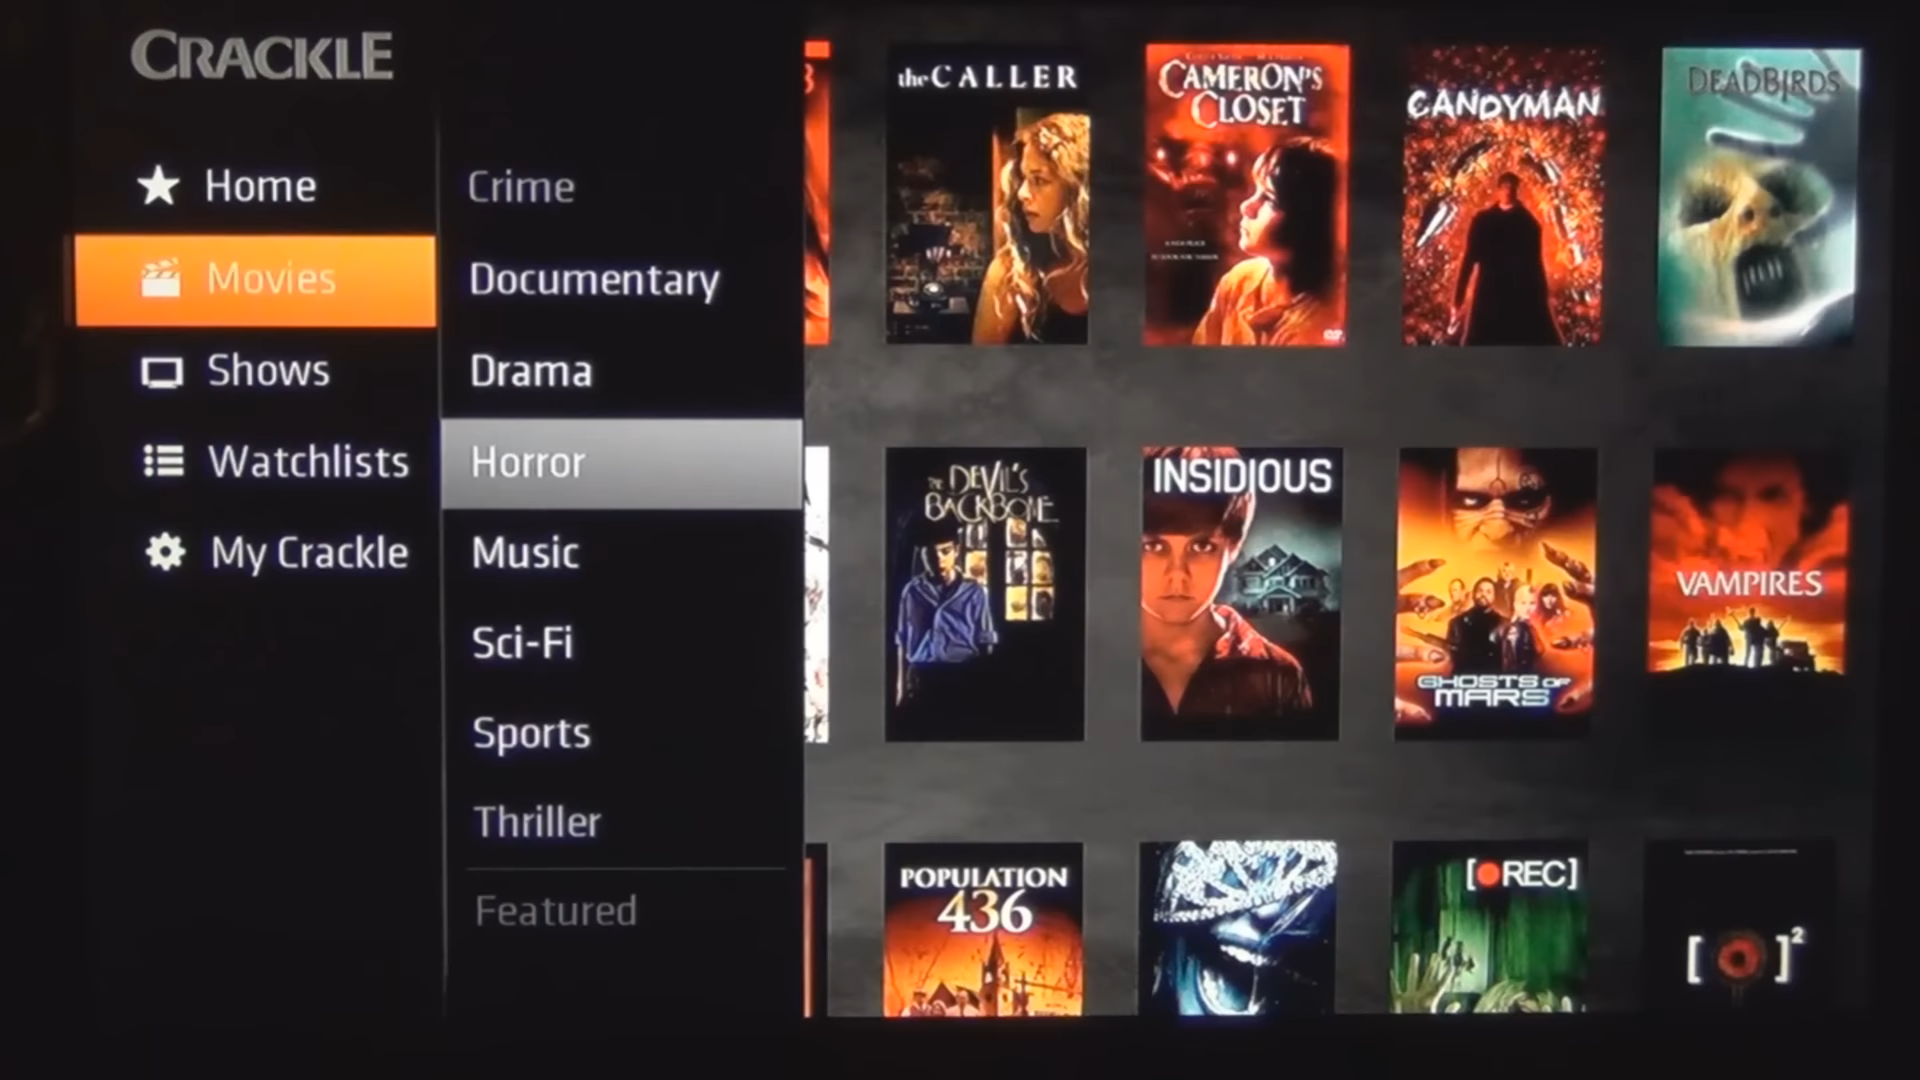 CRACKLE
Home
Movies
Shows
Watchlists
My Crackle
Crime
Documentary
Drama
Horror
Music
Sci-Fi
Sports
Thriller
Featured
the CALLER
CAMERON'S
CLOSET
CANDYMAN
DEADBIRDS
THE DEVIL'S
BACKBONE
INSIDIOUS
GHOSTS OF
MARS
VAMPIRES
POPULATION
436
[REC]
[ ]²